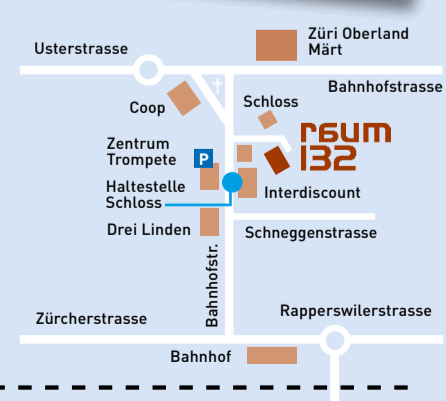 Züri Oberland
Märt
Usterstrasse
Bahnhofstrasse
Coop
Schloss
raum
132
Zentrum
Trompete
P
Haltestelle
Schloss
Interdiscount
Drei Linden
Schneggenstrasse
Bahnhofstr.
Zürcherstrasse
Rapperswilerstrasse
Bahnhof